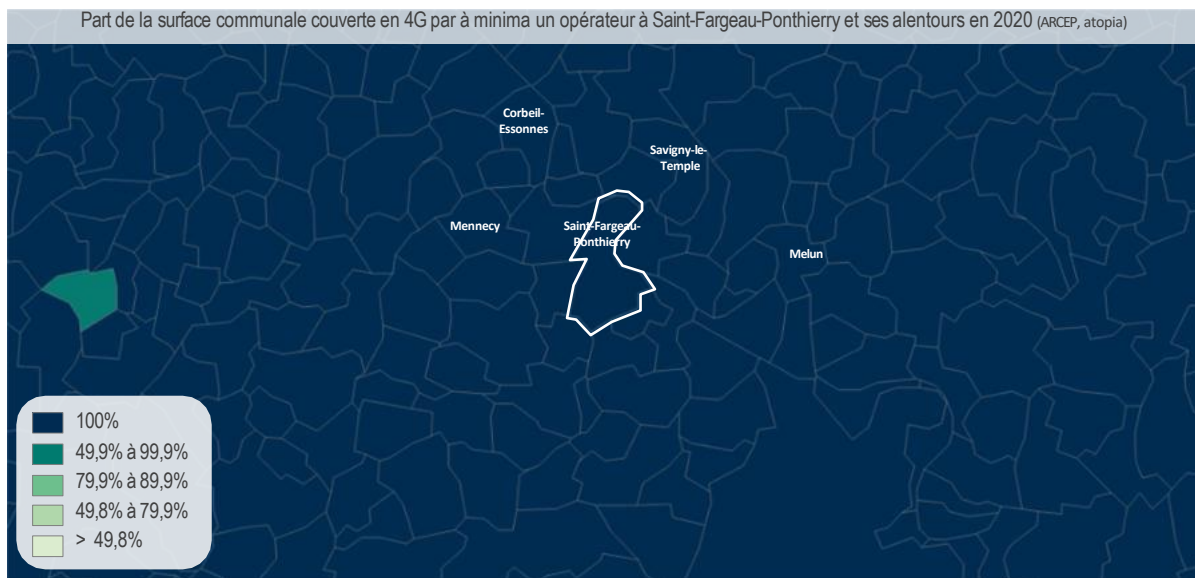 Part de la surface communale couverte en 4G par à minima un opérateur à Saint-Fargeau-Ponthierry et ses alentours en 2020 (ARCEP, atopia)
Corbeil-
Essonnes
Savigny-le-
Temple
Mennecy
Saint-Fargeau-
Ponthierry
Melun
100%
49,9% à 99,9%
79,9% à 89,9%
49,8% à 79,9%
> 49,8%